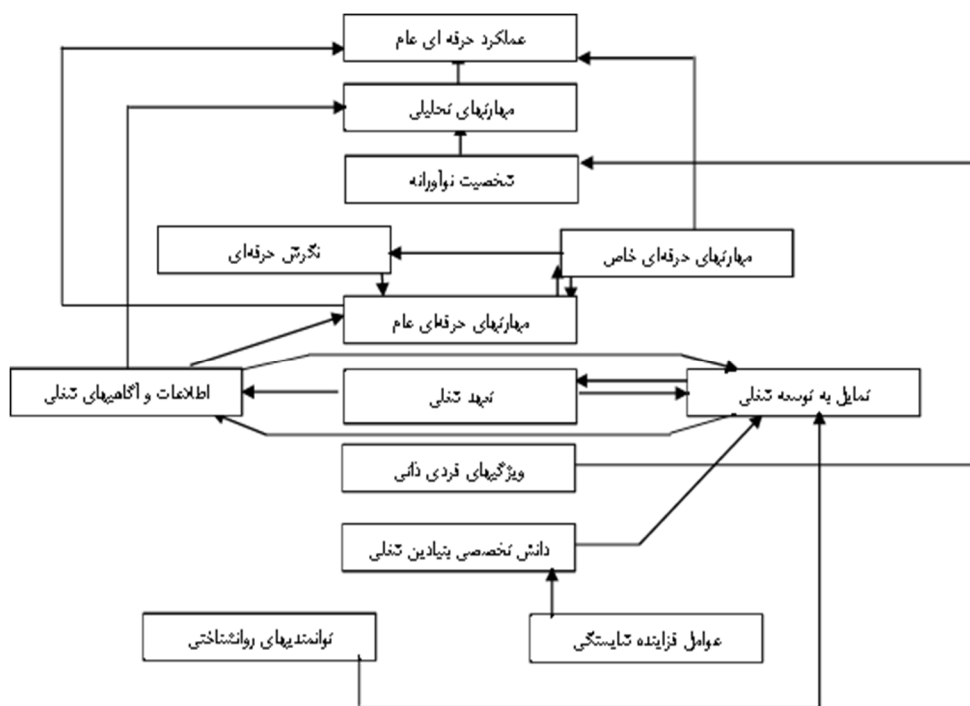 عملکرد حرفه ای عام
مهارتهای تحلیلی
شخصیت نوآورانه
مهارتهای حرفه‌ای خاص
نگرش حرفه‌ای
مهارتهای حرفه‌ای عام
تمایل به توسعه شغلی
تعهد شغلی
اطلاعات و آگاهیهای شغلی
ویژگیهای فردی ذاتی
دانش تخصصی بنیادین شغلی
عوامل فزاینده شایستگی
توانمدیهای روانشناختی